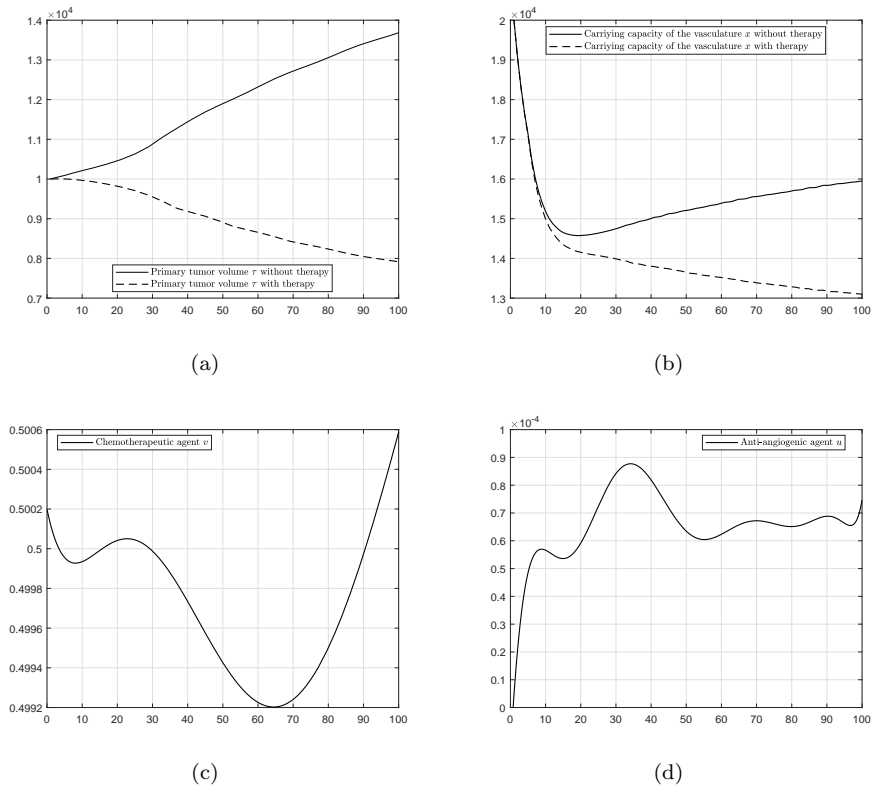 ×10⁴
1.4
1.3
1.2
1.1
1
0.9
0.8
0.7
0 10 20 30 40 50 60 70 80 90 100
Primary tumor volume τ without therapy
Primary tumor volume τ with therapy
(a)
×10⁴
2
1.9
1.8
1.7
1.6
1.5
1.4
1.3
0 10 20 30 40 50 60 70 80 90 100
Carriying capacity of the vasculature x without therapy
Carriying capacity of the vasculature x with therapy
(b)
0.5006
0.5004
0.5002
0.5
0.4998
0.4996
0.4994
0.4992
0 10 20 30 40 50 60 70 80 90 100
Chemotherapeutic agent v
(c)
×10⁻⁴
1
0.9
0.8
0.7
0.6
0.5
0.4
0.3
0.2
0.1
0
0 10 20 30 40 50 60 70 80 90 100
Anti-angiogenic agent u
(d)